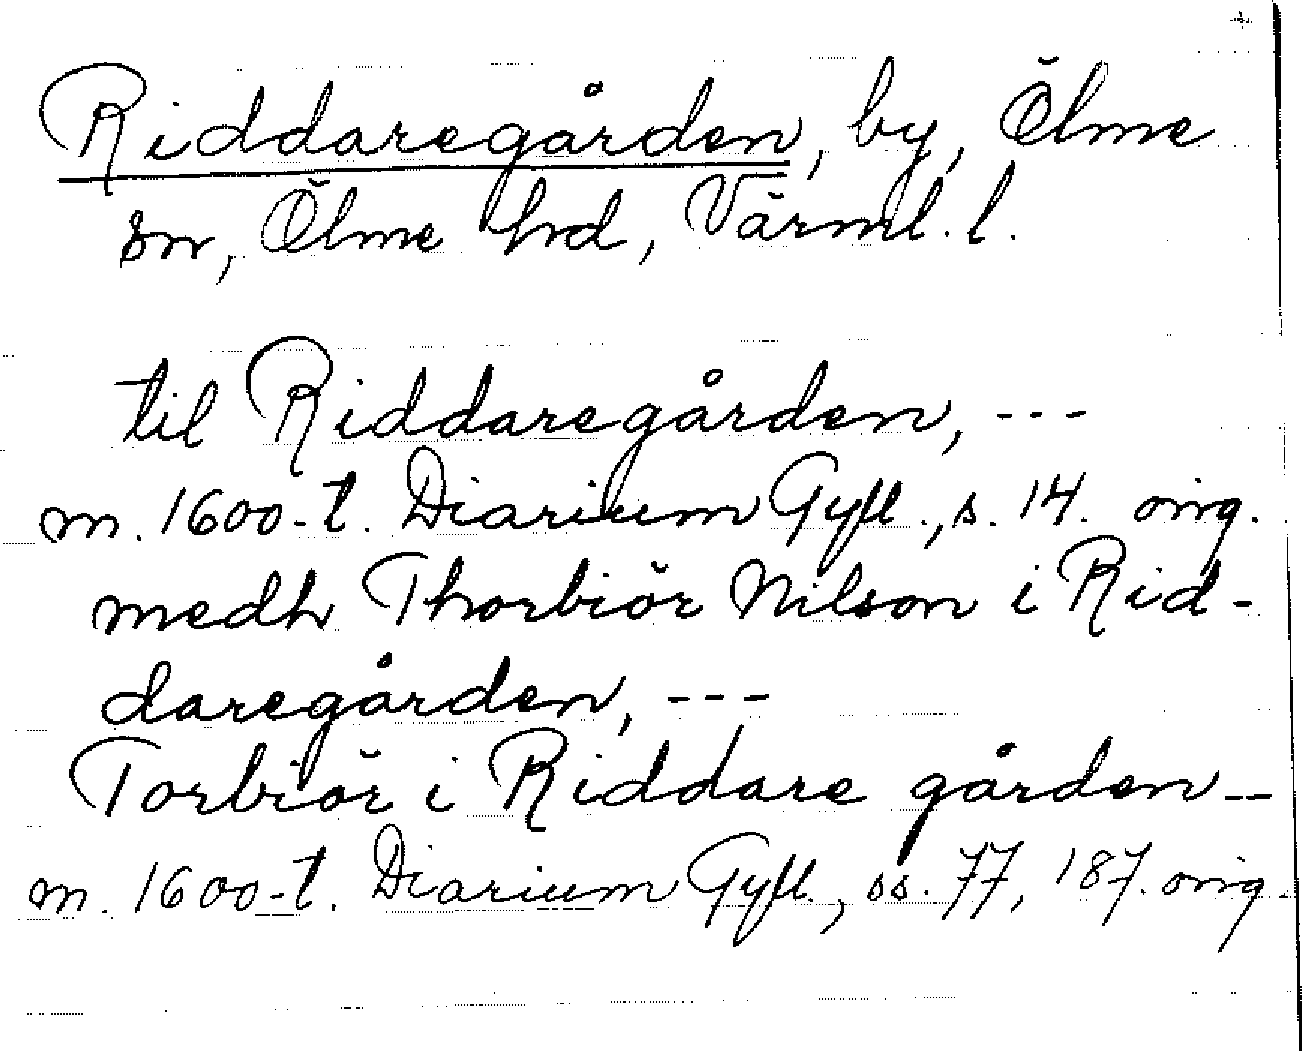 Riddaregården, by, Ölme
sn, Ölme hd, Värml. l.
til Riddaregården, ---
m. 1600-t. Diarium Gyll., s. 14. orig.
medh Thorbiör Nilson i Rid-
daregården, ---
Torbiör i Riddare gården --
m. 1600-t. Diarium Gyll., ss. 77, 187. orig.